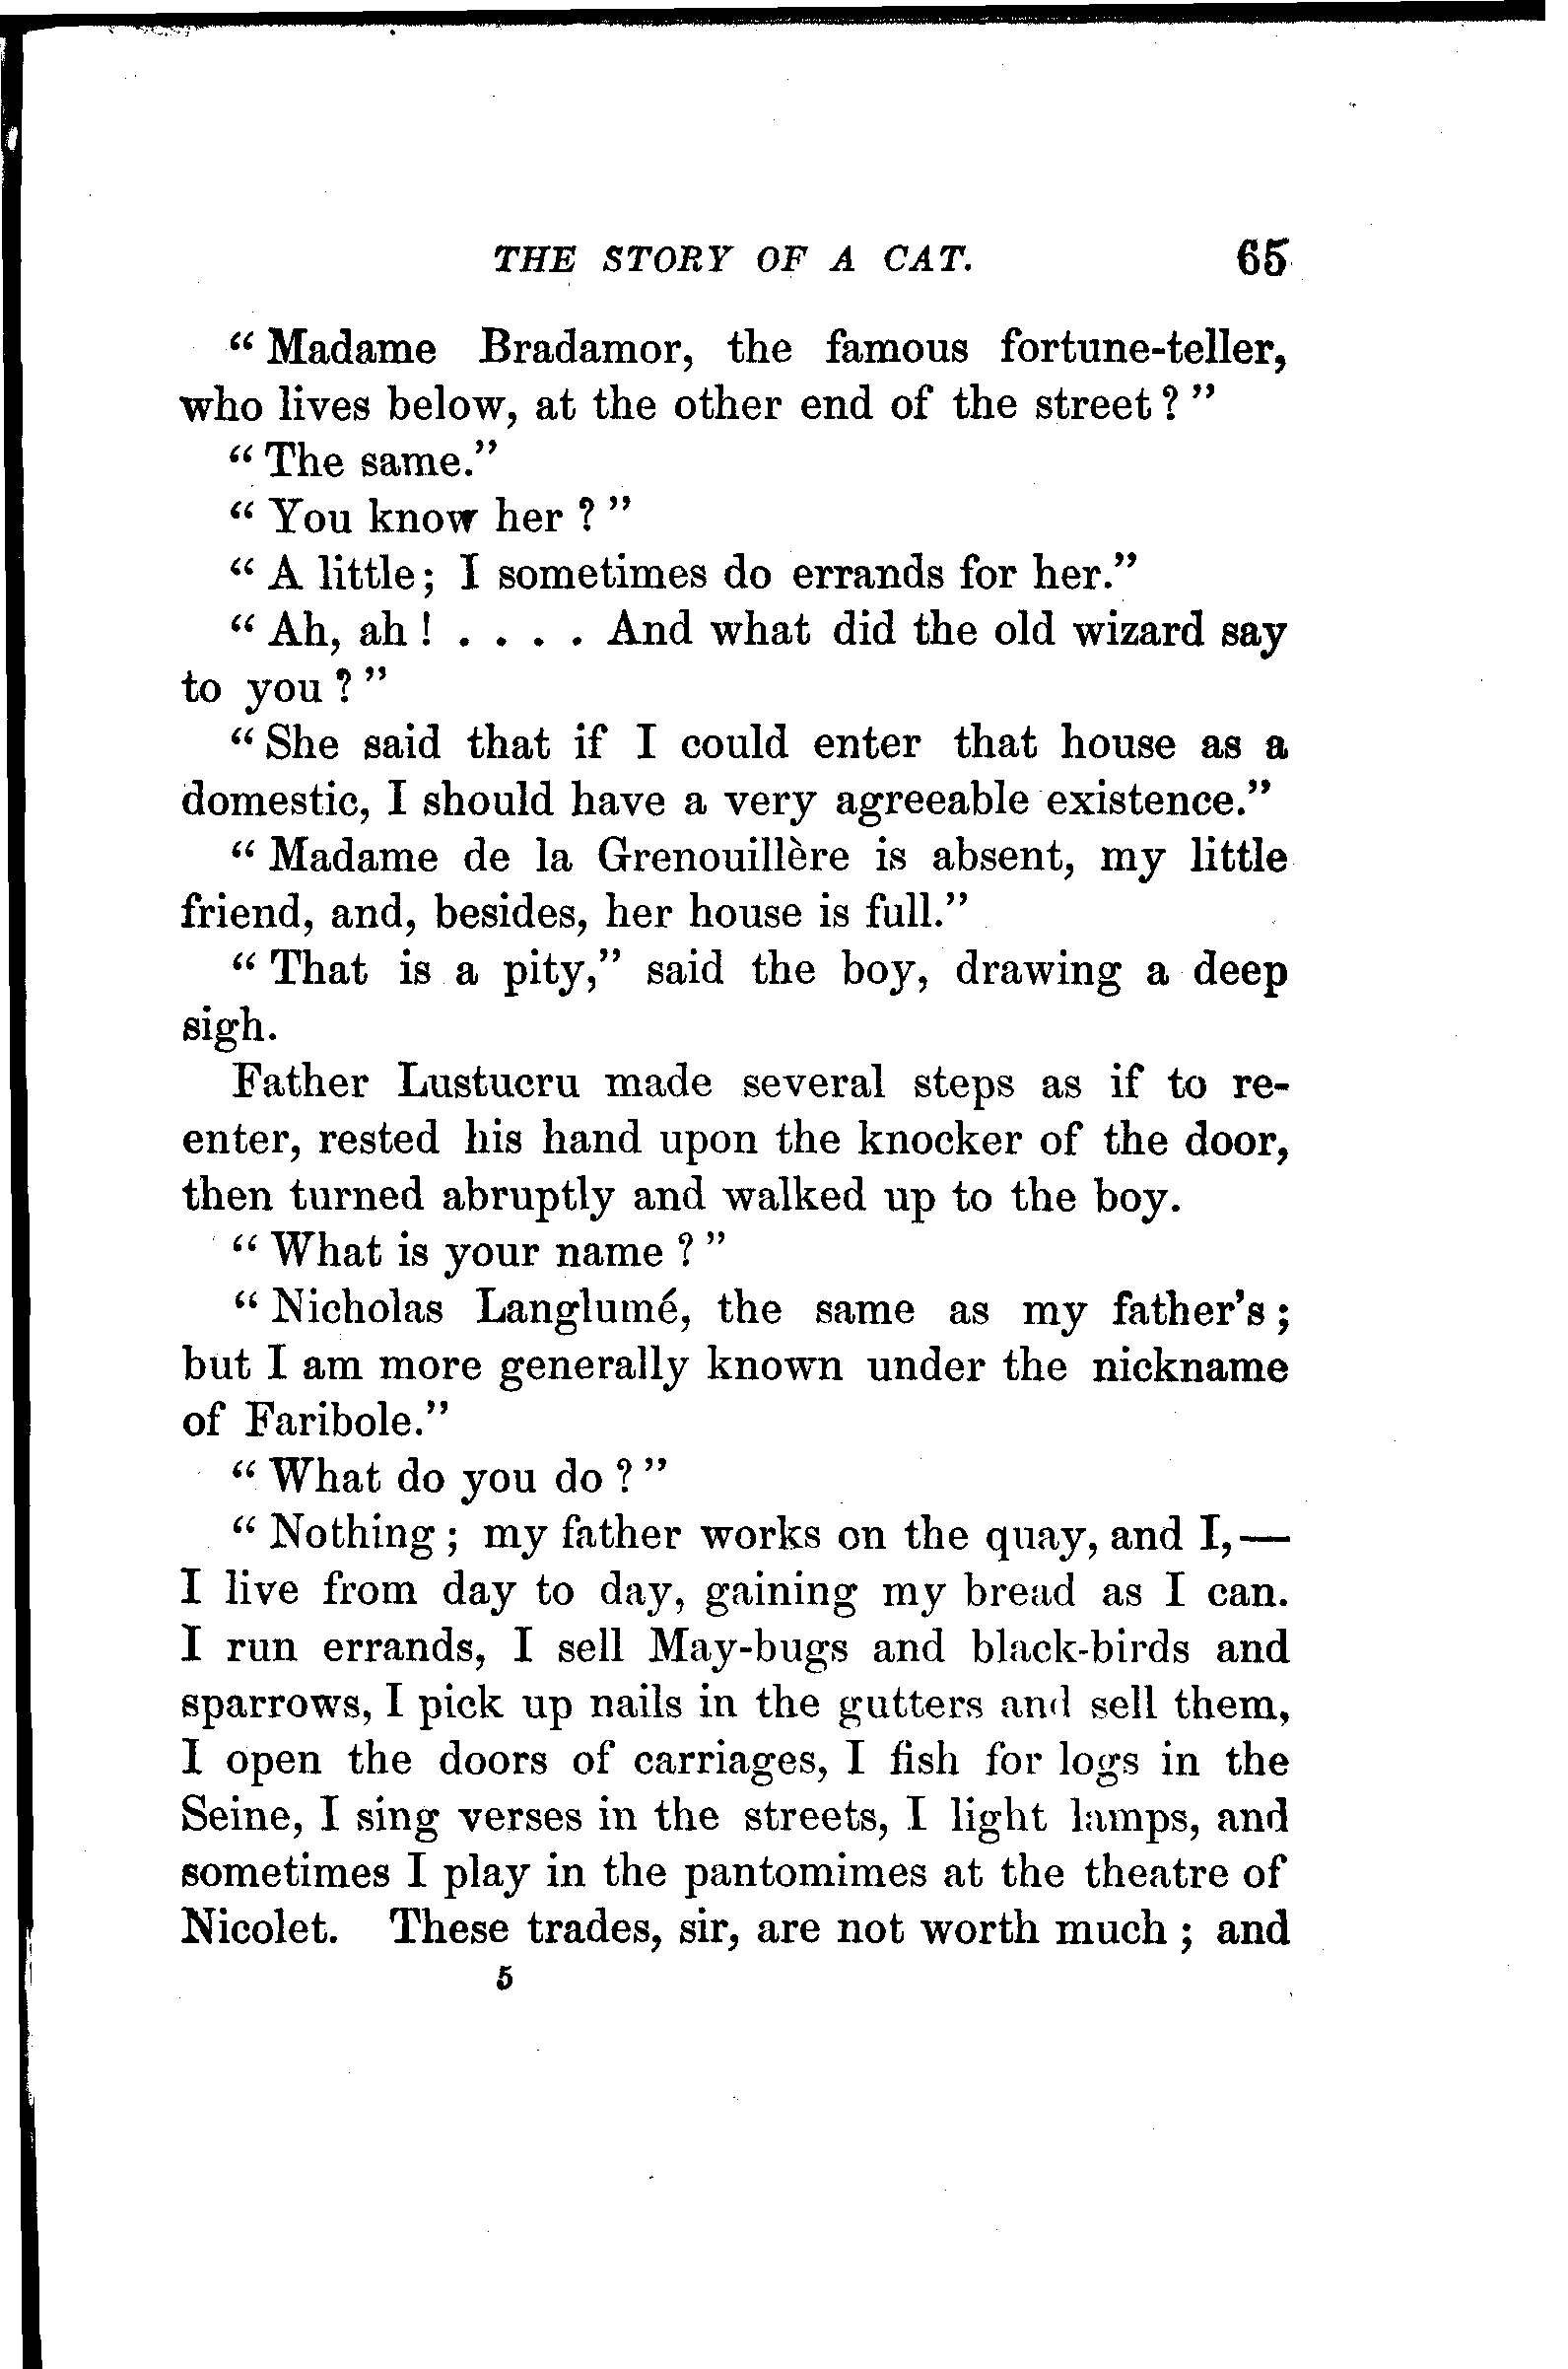 THE STORY OF A CAT. 65
“Madame Bradamor, the famous fortune-teller,
who lives below, at the other end of the street?”
“The same.”
“You know her?”
“A little; I sometimes do errands for her.”
“Ah, ah! . . . . And what did the old wizard say
to you?”
“She said that if I could enter that house as a
domestic, I should have a very agreeable existence.”
“Madame de la Grenouillère is absent, my little
friend, and, besides, her house is full.”
“That is a pity,” said the boy, drawing a deep
sigh.
Father Lustucru made several steps as if to re-
enter, rested his hand upon the knocker of the door,
then turned abruptly and walked up to the boy.
“What is your name?”
“Nicholas Langlumé, the same as my father’s;
but I am more generally known under the nickname
of Faribole.”
“What do you do?”
“Nothing; my father works on the quay, and I,—
I live from day to day, gaining my bread as I can.
I run errands, I sell May-bugs and black-birds and
sparrows, I pick up nails in the gutters and sell them,
I open the doors of carriages, I fish for logs in the
Seine, I sing verses in the streets, I light lamps, and
sometimes I play in the pantomimes at the theatre of
Nicolet. These trades, sir, are not worth much; and
5